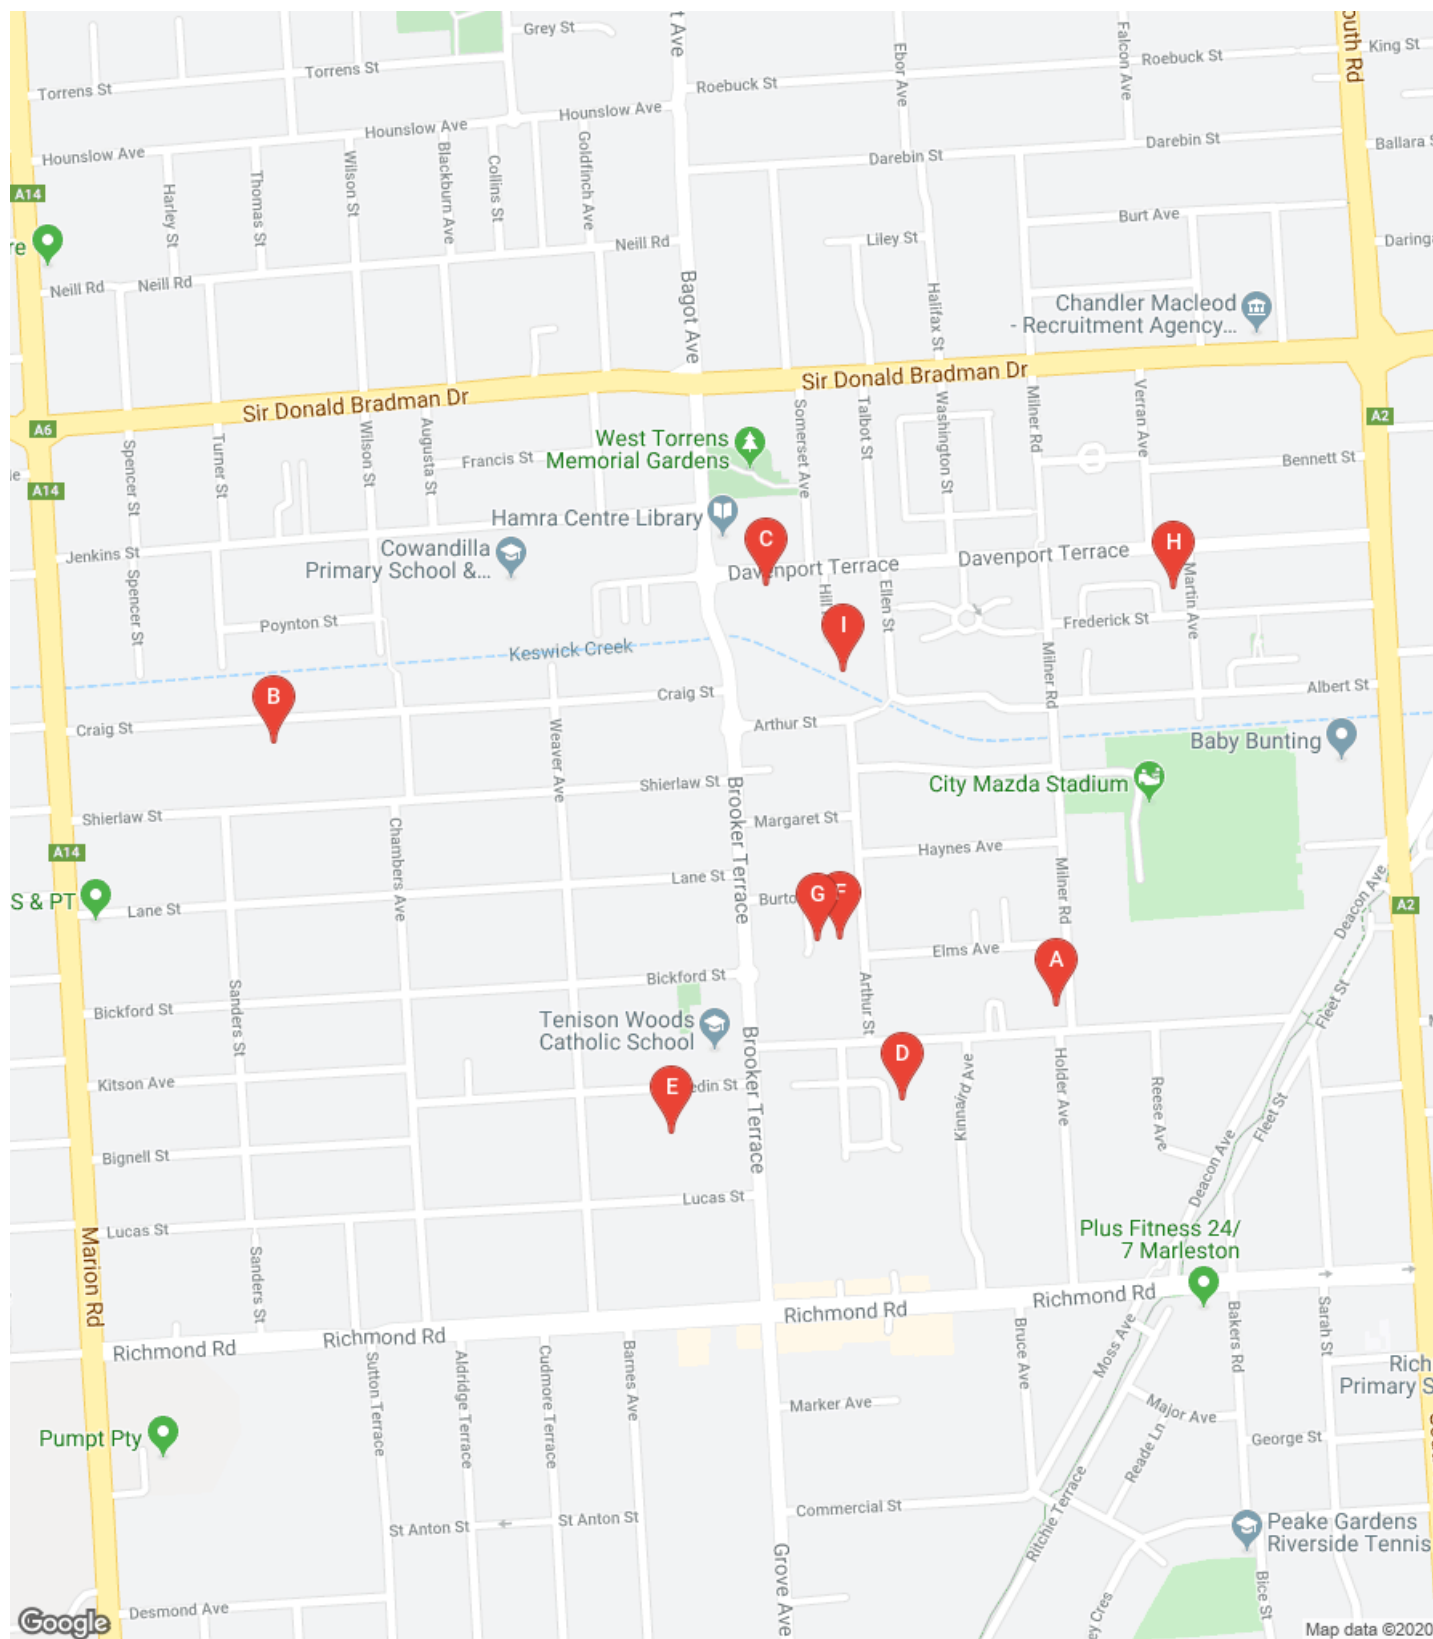 Grey St
t Ave
outh Rd
King St
Torrens St
Torrens St
Roebuck St
Roebuck St
Ebor Ave
Falcon Ave
Hounslow Ave
Hounslow Ave
Hounslow Ave
Darebin St
Darebin St
Ballara S
A14
Harley St
Thomas St
Wilson St
Blackburn Ave
Collins St
Goldfinch Ave
Burt Ave
re
Neill Rd
Liley St
Daringa
Neill Rd
Neill Rd
Bagot Ave
Halifax St
Chandler Macleod
- Recruitment Agency...
Sir Donald Bradman Dr
Sir Donald Bradman Dr
A6
A2
Spencer St
Turner St
Wilson St
Augusta St
Francis St
West Torrens
Memorial Gardens
Somerset Ave
Talbot St
Washington St
Milner Rd
Verran Ave
Bennett St
le
A14
Hamra Centre Library
Jenkins St
Cowandilla
Primary School &...
C
H
Davenport Terrace
Davenport Terrace
Spencer St
Hill
Ellen St
Martin Ave
Poynton St
Frederick St
I
Keswick Creek
Milner Rd
B
Craig St
Craig St
Albert St
Arthur St
Weaver Ave
Baby Bunting
Shierlaw St
Shierlaw St
City Mazda Stadium
Brooker Terrace
Margaret St
Chambers Ave
A14
Haynes Ave
Milner Rd
S & PT
Lane St
Lane St
Burto
G
F
Deacon Ave
A2
Elms Ave
A
Bickford St
Bickford St
Sanders St
Arthur St
Fleet St
Tenison Woods
Catholic School
Brooker Terrace
D
Kitson Ave
E
edin St
Kinnaird Ave
Holder Ave
Reese Ave
Fleet St
Bignell St
Deacon Ave
Lucas St
Lucas St
Marion Rd
Sanders St
Plus Fitness 24/
7 Marleston
Richmond Rd
Richmond Rd
Richmond Rd
Richmond Rd
Sutton Terrace
Aldridge Terrace
Cudmore Terrace
Barnes Ave
Bruce Ave
Moss Ave
Bakers Rd
Sarah St
Rich
Primary S
Marker Ave
Major Ave
Reade Ln
George St
Pumpt Pty
Commercial St
St Anton St
St Anton St
Ritchie Terrace
Peake Gardens
Riverside Tennis
Grove Ave
Bice St
ey Cres
Desmond Ave
Google
Map data ©2020